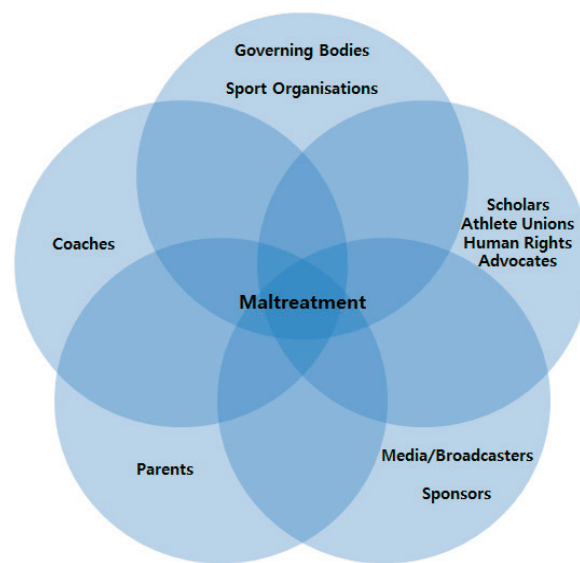 Governing Bodies
Sport Organisations
Scholars
Athlete Unions
Human Rights
Advocates
Coaches
Maltreatment
Media/Broadcasters
Parents
Sponsors